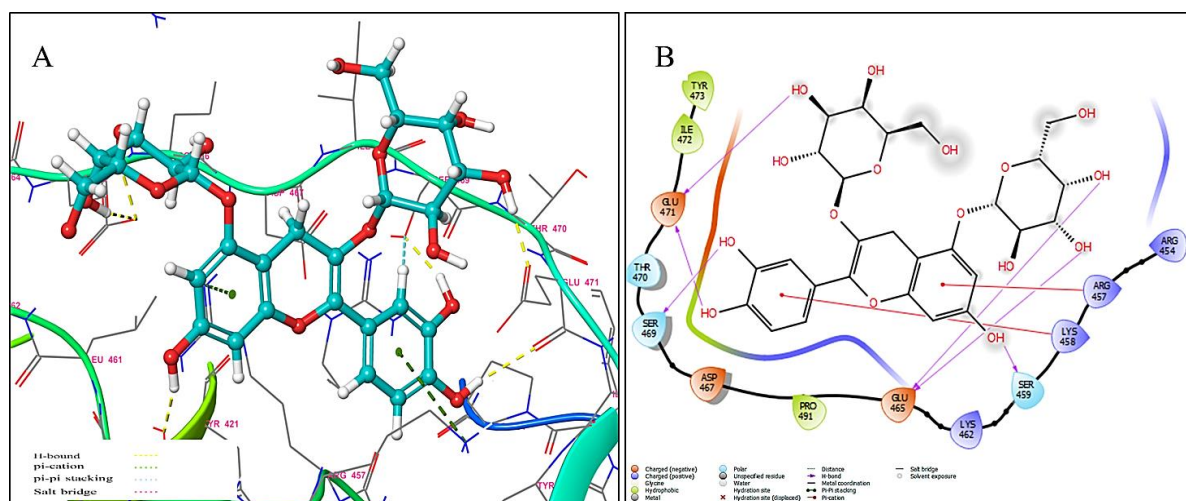 A
64
62
EU 461
YR 421
RG 457
THR 470
GLU 471
TYR
H-bound
pi-cation
pi-pi stacking
Salt bridge
B
TYR
473
ILE
472
GLU
471
THR
470
SER
469
ASP
467
PRO
491
GLU
465
LYS
462
SER
459
LYS
458
ARG
457
ARG
454
OH
OH
HO
HO
OH
OH
HO
OH
OH
OH
HO
HO
OH
O
O
O
O
O
Charged (negative)
Charged (positive)
Glycine
Hydrophobic
Metal
Polar
Unspecified residue
Water
Hydration site
Hydration site (displaced)
Distance
H-bond
Metal coordination
Pi-Pi stacking
Pi-cation
Salt bridge
Solvent exposure